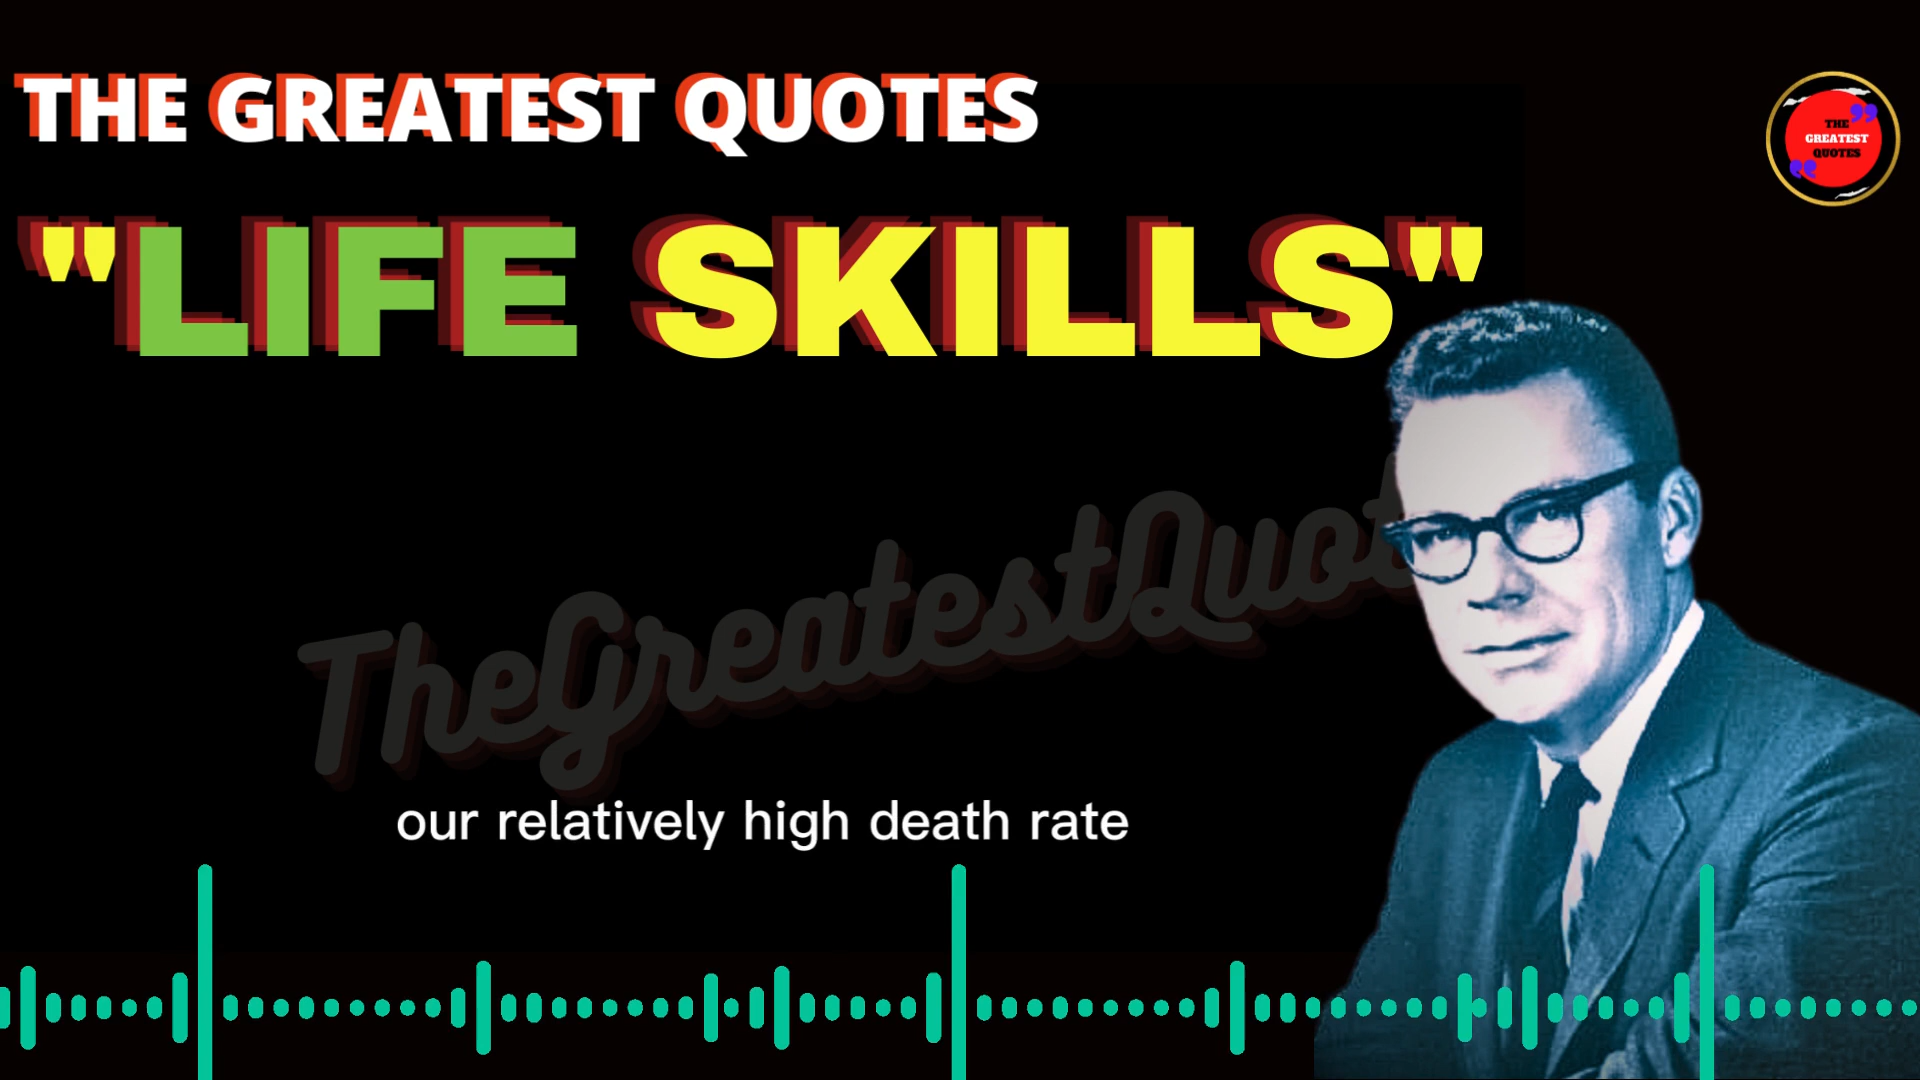 THE GREATEST QUOTES
THE
GREATEST
QUOTES
"LIFE SKILLS"
TheGreatestQuot
our relatively high death rate